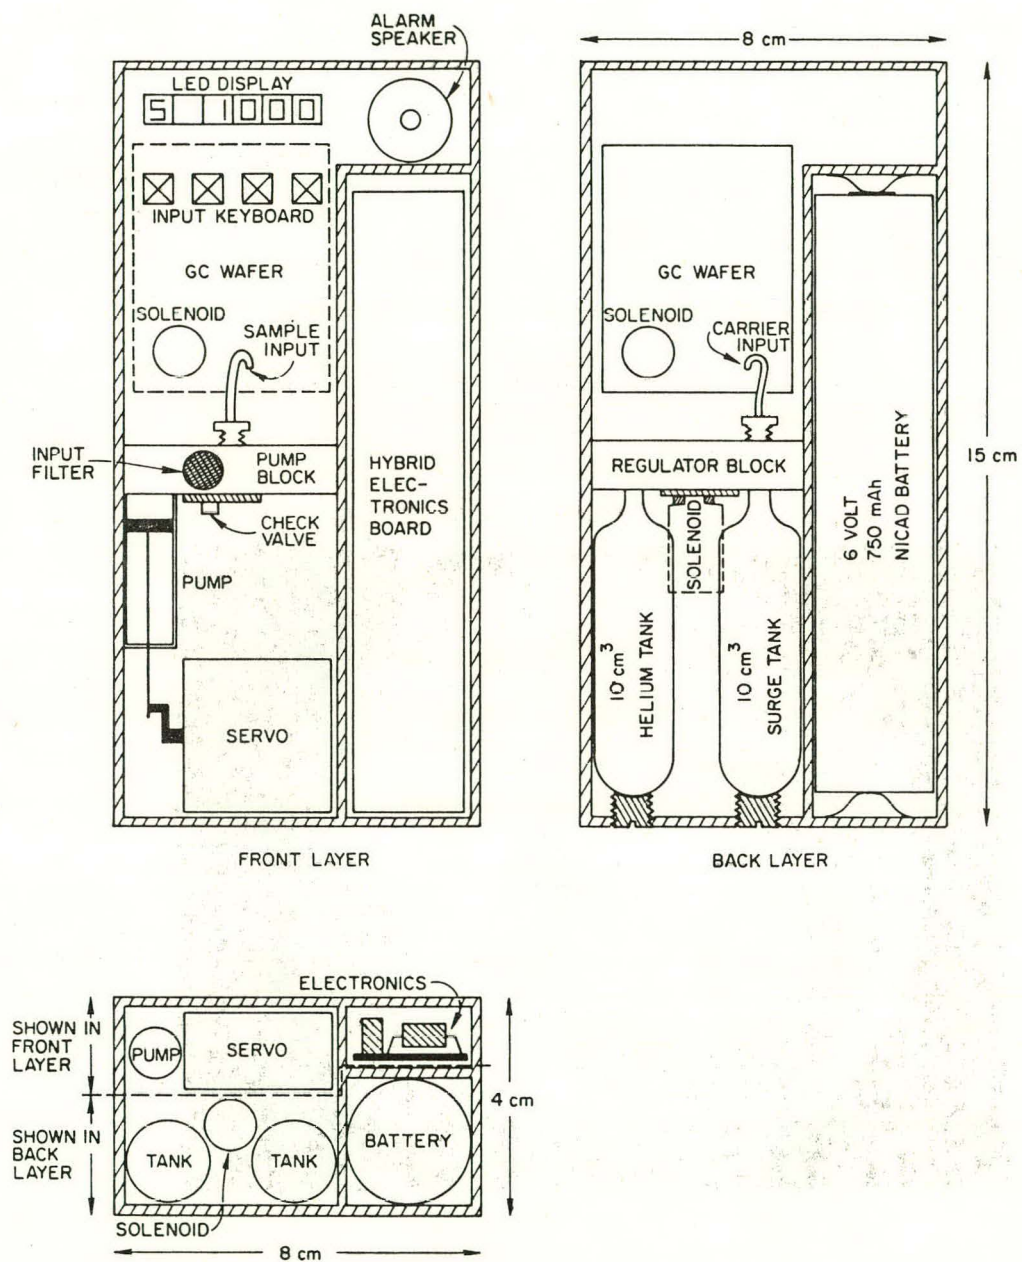 ALARM
SPEAKER
8 cm
LED DISPLAY
S 1000
INPUT KEYBOARD
GC WAFER
SOLENOID
SAMPLE
INPUT
INPUT
FILTER
PUMP
BLOCK
CHECK
VALVE
PUMP
SERVO
HYBRID
ELEC-
TRONICS
BOARD
FRONT LAYER
GC WAFER
SOLENOID
CARRIER
INPUT
REGULATOR BLOCK
SOLENOID
10 cm³
HELIUM TANK
10 cm³
SURGE TANK
6 VOLT
750 mAh
NICAD BATTERY
15 cm
BACK LAYER
ELECTRONICS
SHOWN IN
FRONT
LAYER
PUMP
SERVO
4 cm
SHOWN IN
BACK
LAYER
TANK
TANK
BATTERY
SOLENOID
8 cm